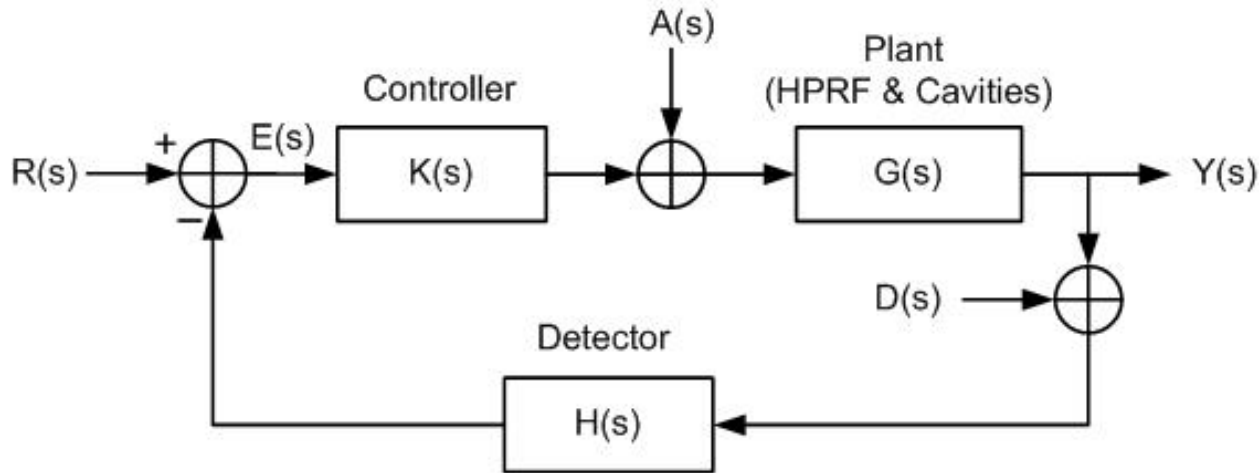 A(s)
Plant
(HPRF & Cavities)
Controller
+
E(s)
R(s)
K(s)
G(s)
Y(s)
−
D(s)
Detector
H(s)